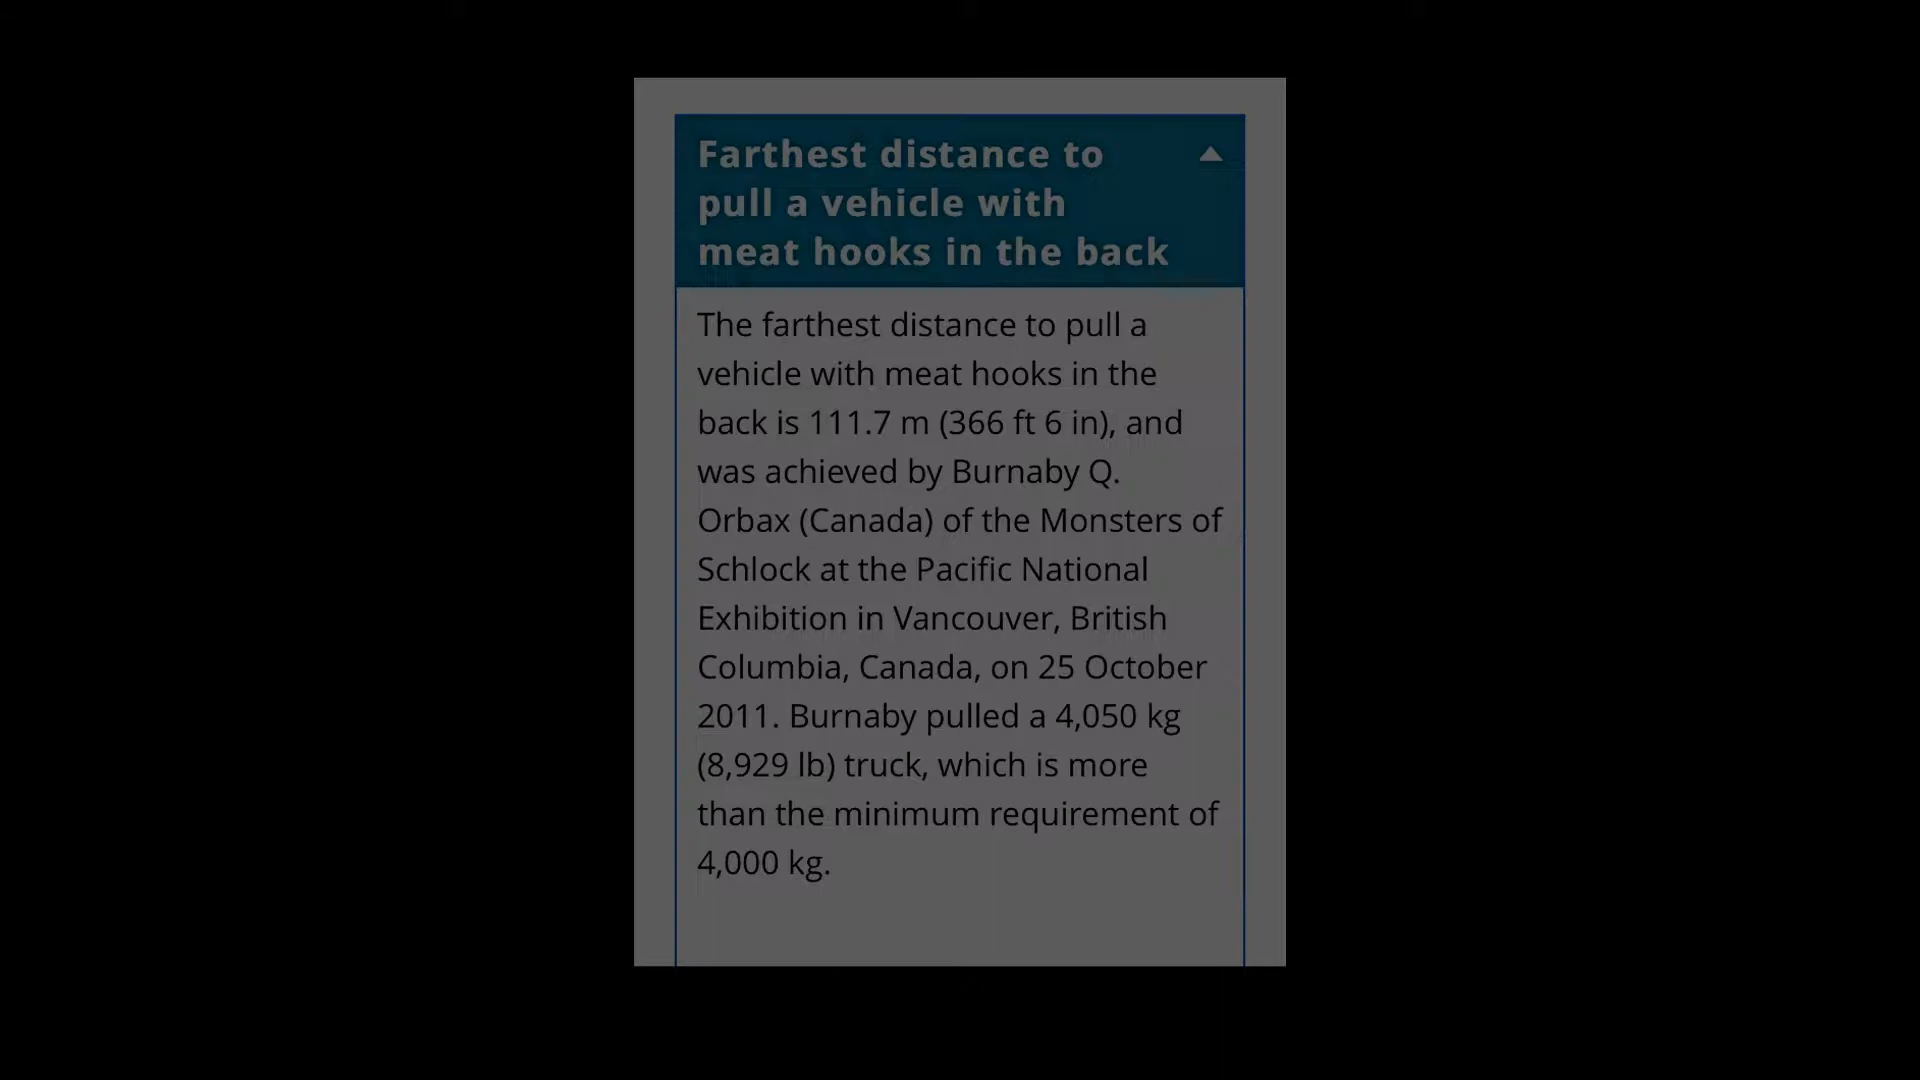 Farthest distance to
pull a vehicle with
meat hooks in the back
The farthest distance to pull a
vehicle with meat hooks in the
back is 111.7 m (366 ft 6 in), and
was achieved by Burnaby Q.
Orbax (Canada) of the Monsters of
Schlock at the Pacific National
Exhibition in Vancouver, British
Columbia, Canada, on 25 October
2011. Burnaby pulled a 4,050 kg
(8,929 lb) truck, which is more
than the minimum requirement of
4,000 kg.